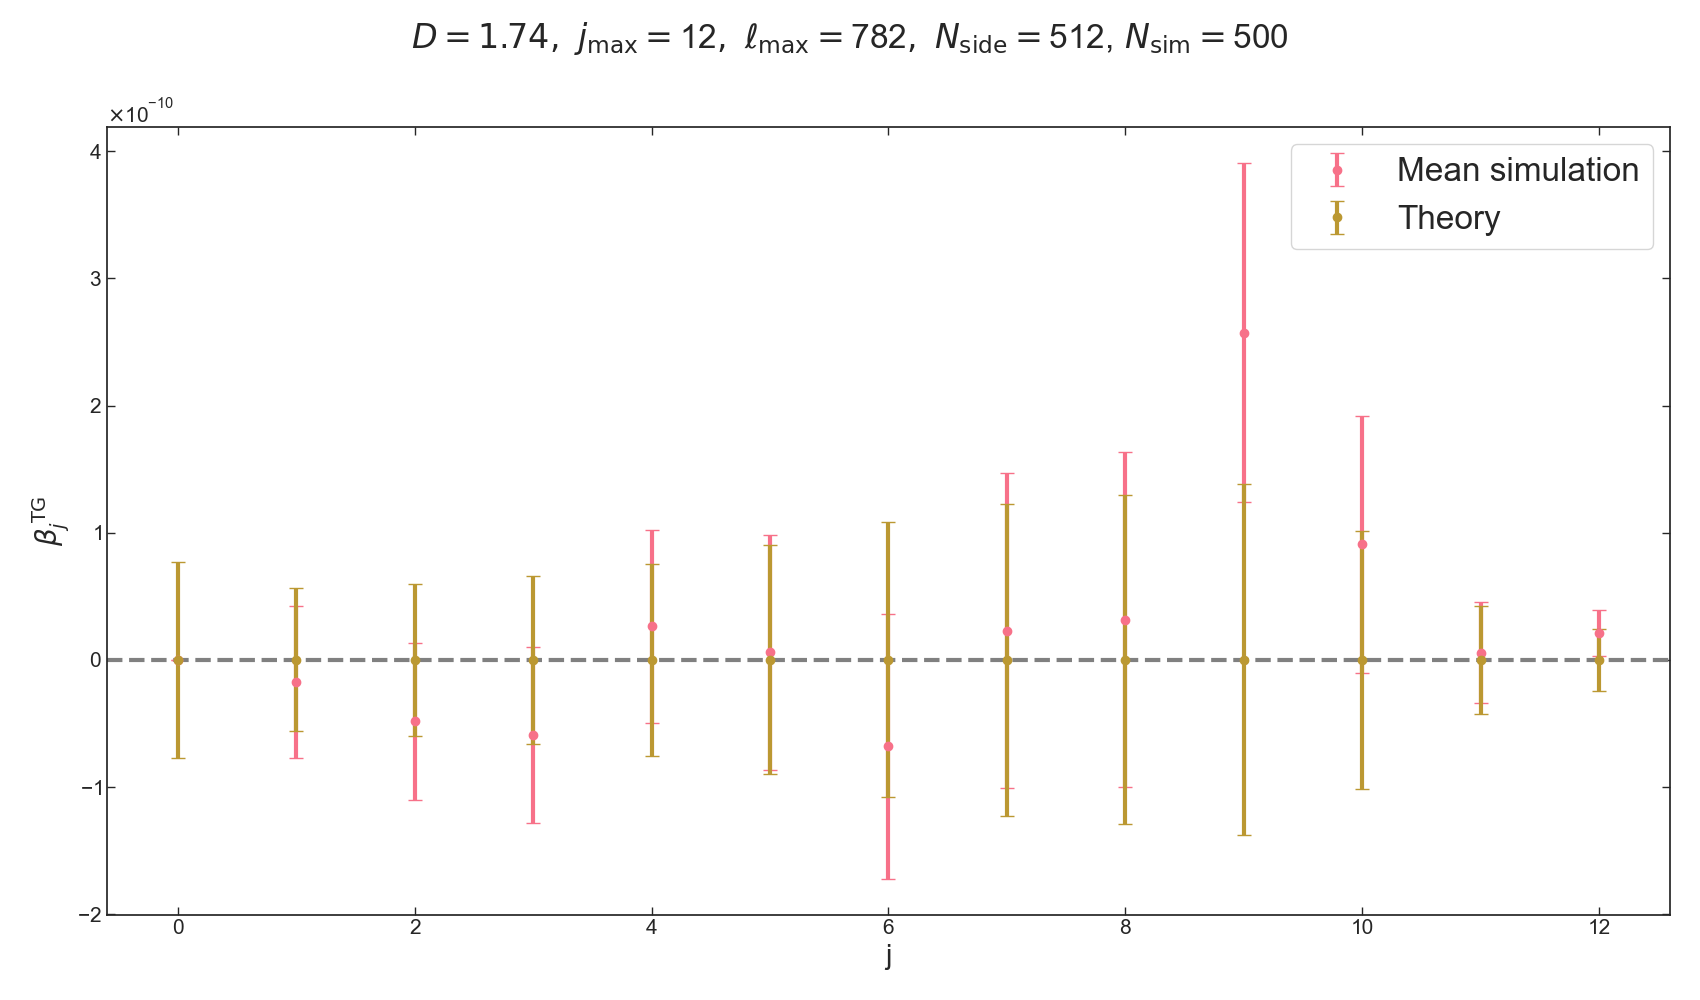 D = 1.74, j_max = 12, ℓ_max = 782, N_side = 512, N_sim = 500
×10⁻¹⁰
4
3
2
1
0
−1
−2
β_j^TG
Mean simulation
Theory
0 2 4 6 8 10 12
j